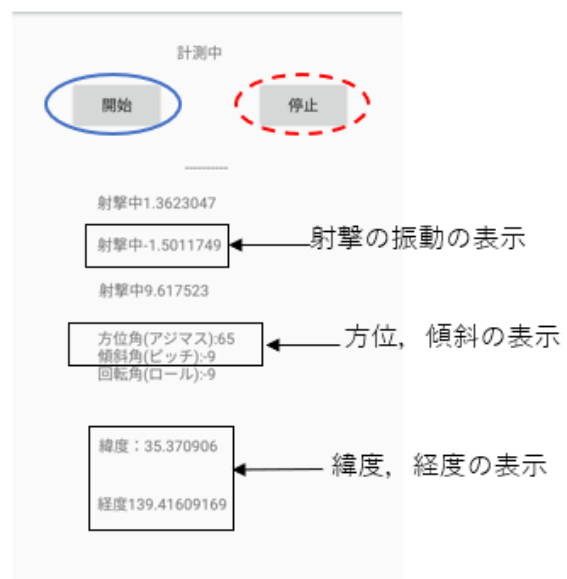 計測中
開始
停止
----------
射撃中1.3623047
射撃中-1.5011749
射撃の振動の表示
射撃中9.617523
方位角(アジマス):65
傾斜角(ピッチ):-9
回転角(ロール):-9
方位，傾斜の表示
緯度：35.370906
緯度，経度の表示
経度139.41609169